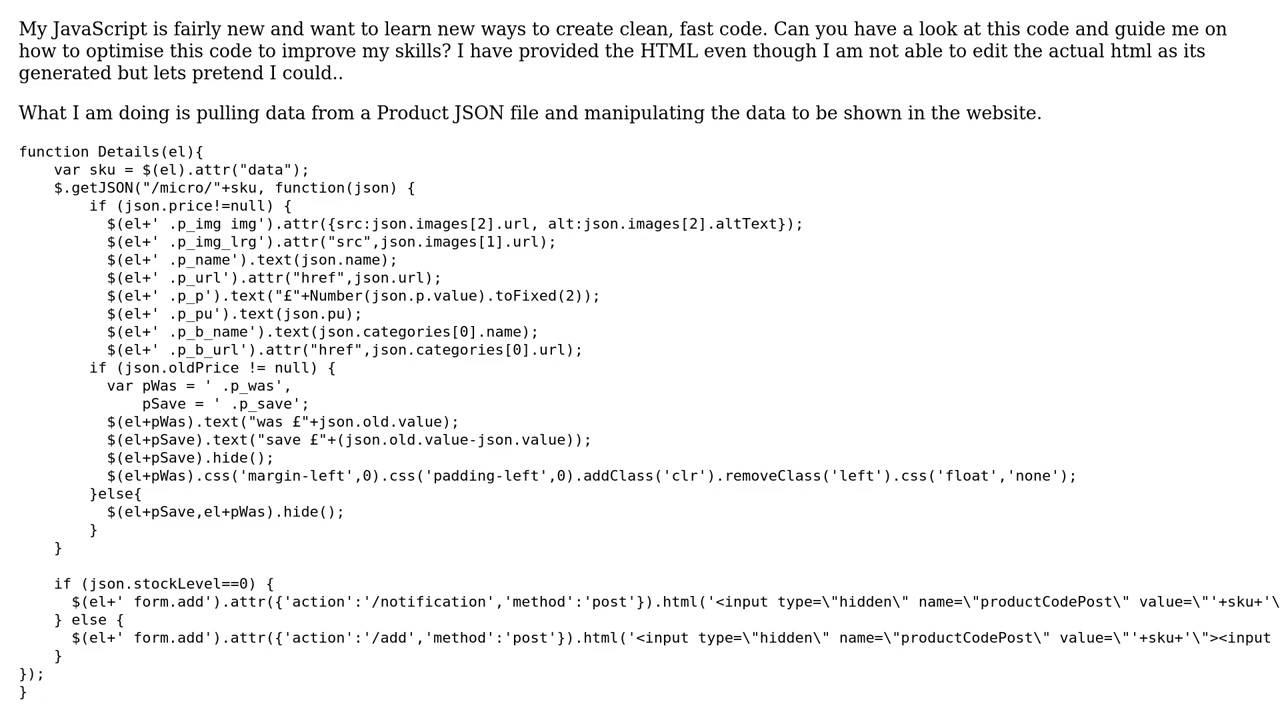 My JavaScript is fairly new and want to learn new ways to create clean, fast code. Can you have a look at this code and guide me on
how to optimise this code to improve my skills? I have provided the HTML even though I am not able to edit the actual html as its
generated but lets pretend I could..
What I am doing is pulling data from a Product JSON file and manipulating the data to be shown in the website.
function Details(el){
    var sku = $(el).attr("data");
    $.getJSON("/micro/"+sku, function(json) {
        if (json.price!=null) {
          $(el+' .p_img img').attr({src:json.images[2].url, alt:json.images[2].altText});
          $(el+' .p_img_lrg').attr("src",json.images[1].url);
          $(el+' .p_name').text(json.name);
          $(el+' .p_url').attr("href",json.url);
          $(el+' .p_p').text("£"+Number(json.p.value).toFixed(2));
          $(el+' .p_pu').text(json.pu);
          $(el+' .p_b_name').text(json.categories[0].name);
          $(el+' .p_b_url').attr("href",json.categories[0].url);
        if (json.oldPrice != null) {
          var pWas = ' .p_was',
              pSave = ' .p_save';
          $(el+pWas).text("was £"+json.old.value);
          $(el+pSave).text("save £"+(json.old.value-json.value));
          $(el+pSave).hide();
          $(el+pWas).css('margin-left',0).css('padding-left',0).addClass('clr').removeClass('left').css('float','none');
        }else{
          $(el+pSave,el+pWas).hide();
        }
    }
    if (json.stockLevel==0) {
      $(el+' form.add').attr({'action':'/notification','method':'post'}).html('<input type=\"hidden\" name=\"productCodePost\" value=\"'+sku+'\
    } else {
      $(el+' form.add').attr({'action':'/add','method':'post'}).html('<input type=\"hidden\" name=\"productCodePost\" value=\"'+sku+'\"><input
    }
});
}